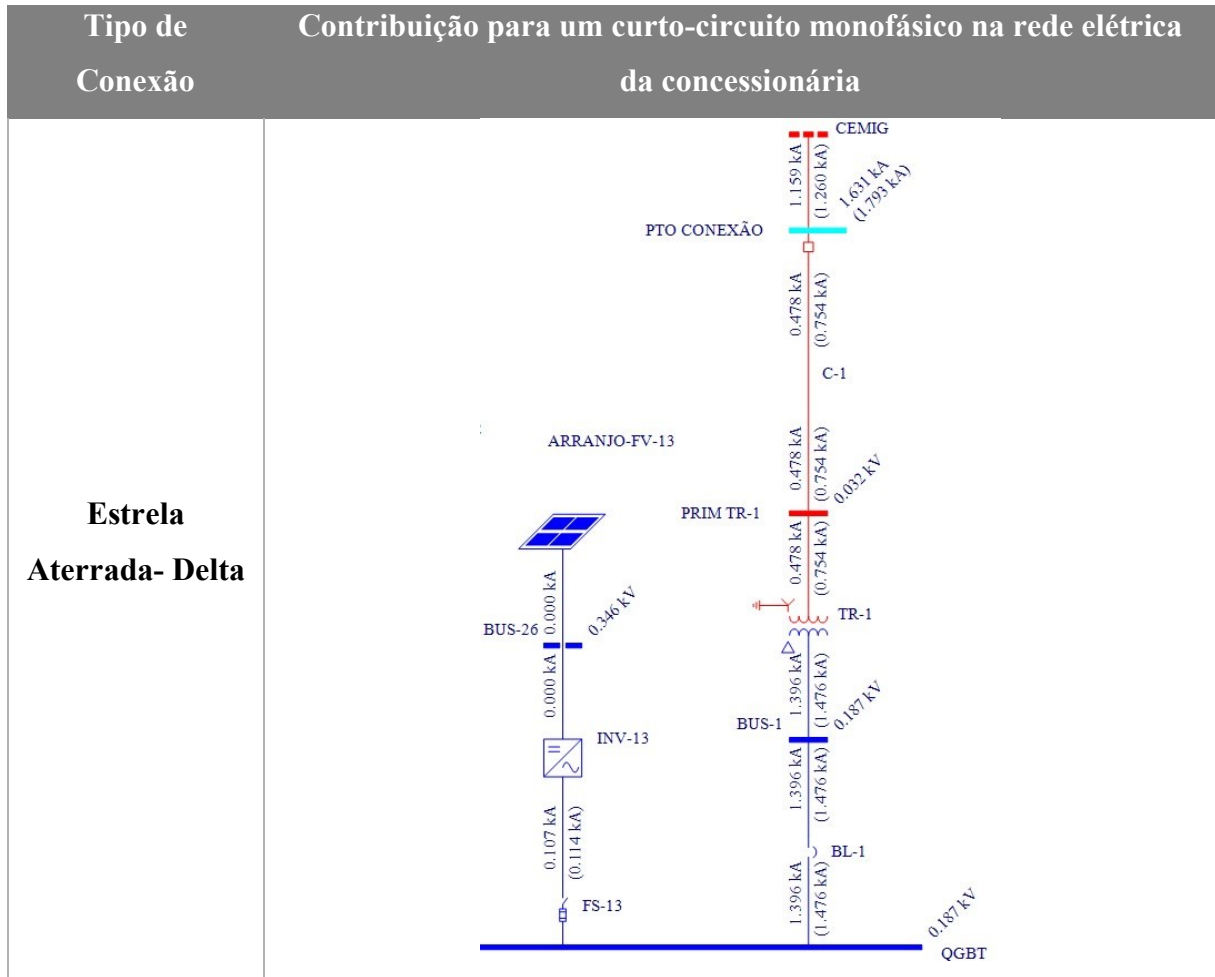 Tipo de
Conexão
Contribuição para um curto-circuito monofásico na rede elétrica
da concessionária
Estrela
Aterrada- Delta
CEMIG
1.159 kA
(1.260 kA)
1.631 kA
(1.793 kA)
PTO CONEXÃO
0.478 kA
(0.754 kA)
C-1
ARRANJO-FV-13
0.478 kA
(0.754 kA)
0.032 kV
PRIM TR-1
0.478 kA
(0.754 kA)
TR-1
0.000 kA
0.346 kV
BUS-26
0.000 kA
1.396 kA
(1.476 kA)
0.187 kV
BUS-1
INV-13
1.396 kA
(1.476 kA)
0.107 kA
(0.114 kA)
BL-1
1.396 kA
(1.476 kA)
FS-13
0.187 kV
QGBT